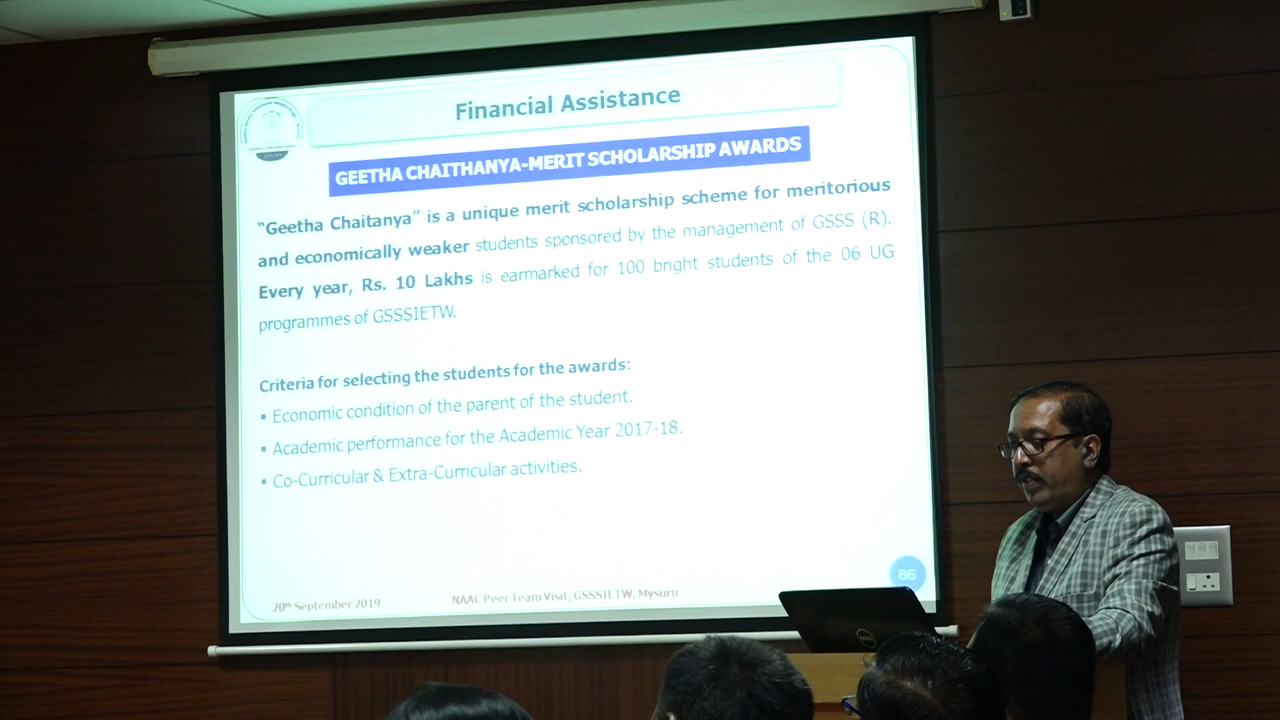 Financial Assistance
GEETHA CHAITHANYA-MERIT SCHOLARSHIP AWARDS
“Geetha Chaitanya” is a unique merit scholarship scheme for meritorious
and economically weaker students sponsored by the management of GSSS (R).
Every year, Rs. 10 Lakhs is earmarked for 100 bright students of the 06 UG
programmes of GSSSIETW.
Criteria for selecting the students for the awards:
▪ Economic condition of the parent of the student.
▪ Academic performance for the Academic Year 2017-18.
▪ Co-Curricular & Extra-Curricular activities.
86
20th September 2019 NAAC Peer Team Visit, GSSSIETW, Mysuru
DELL